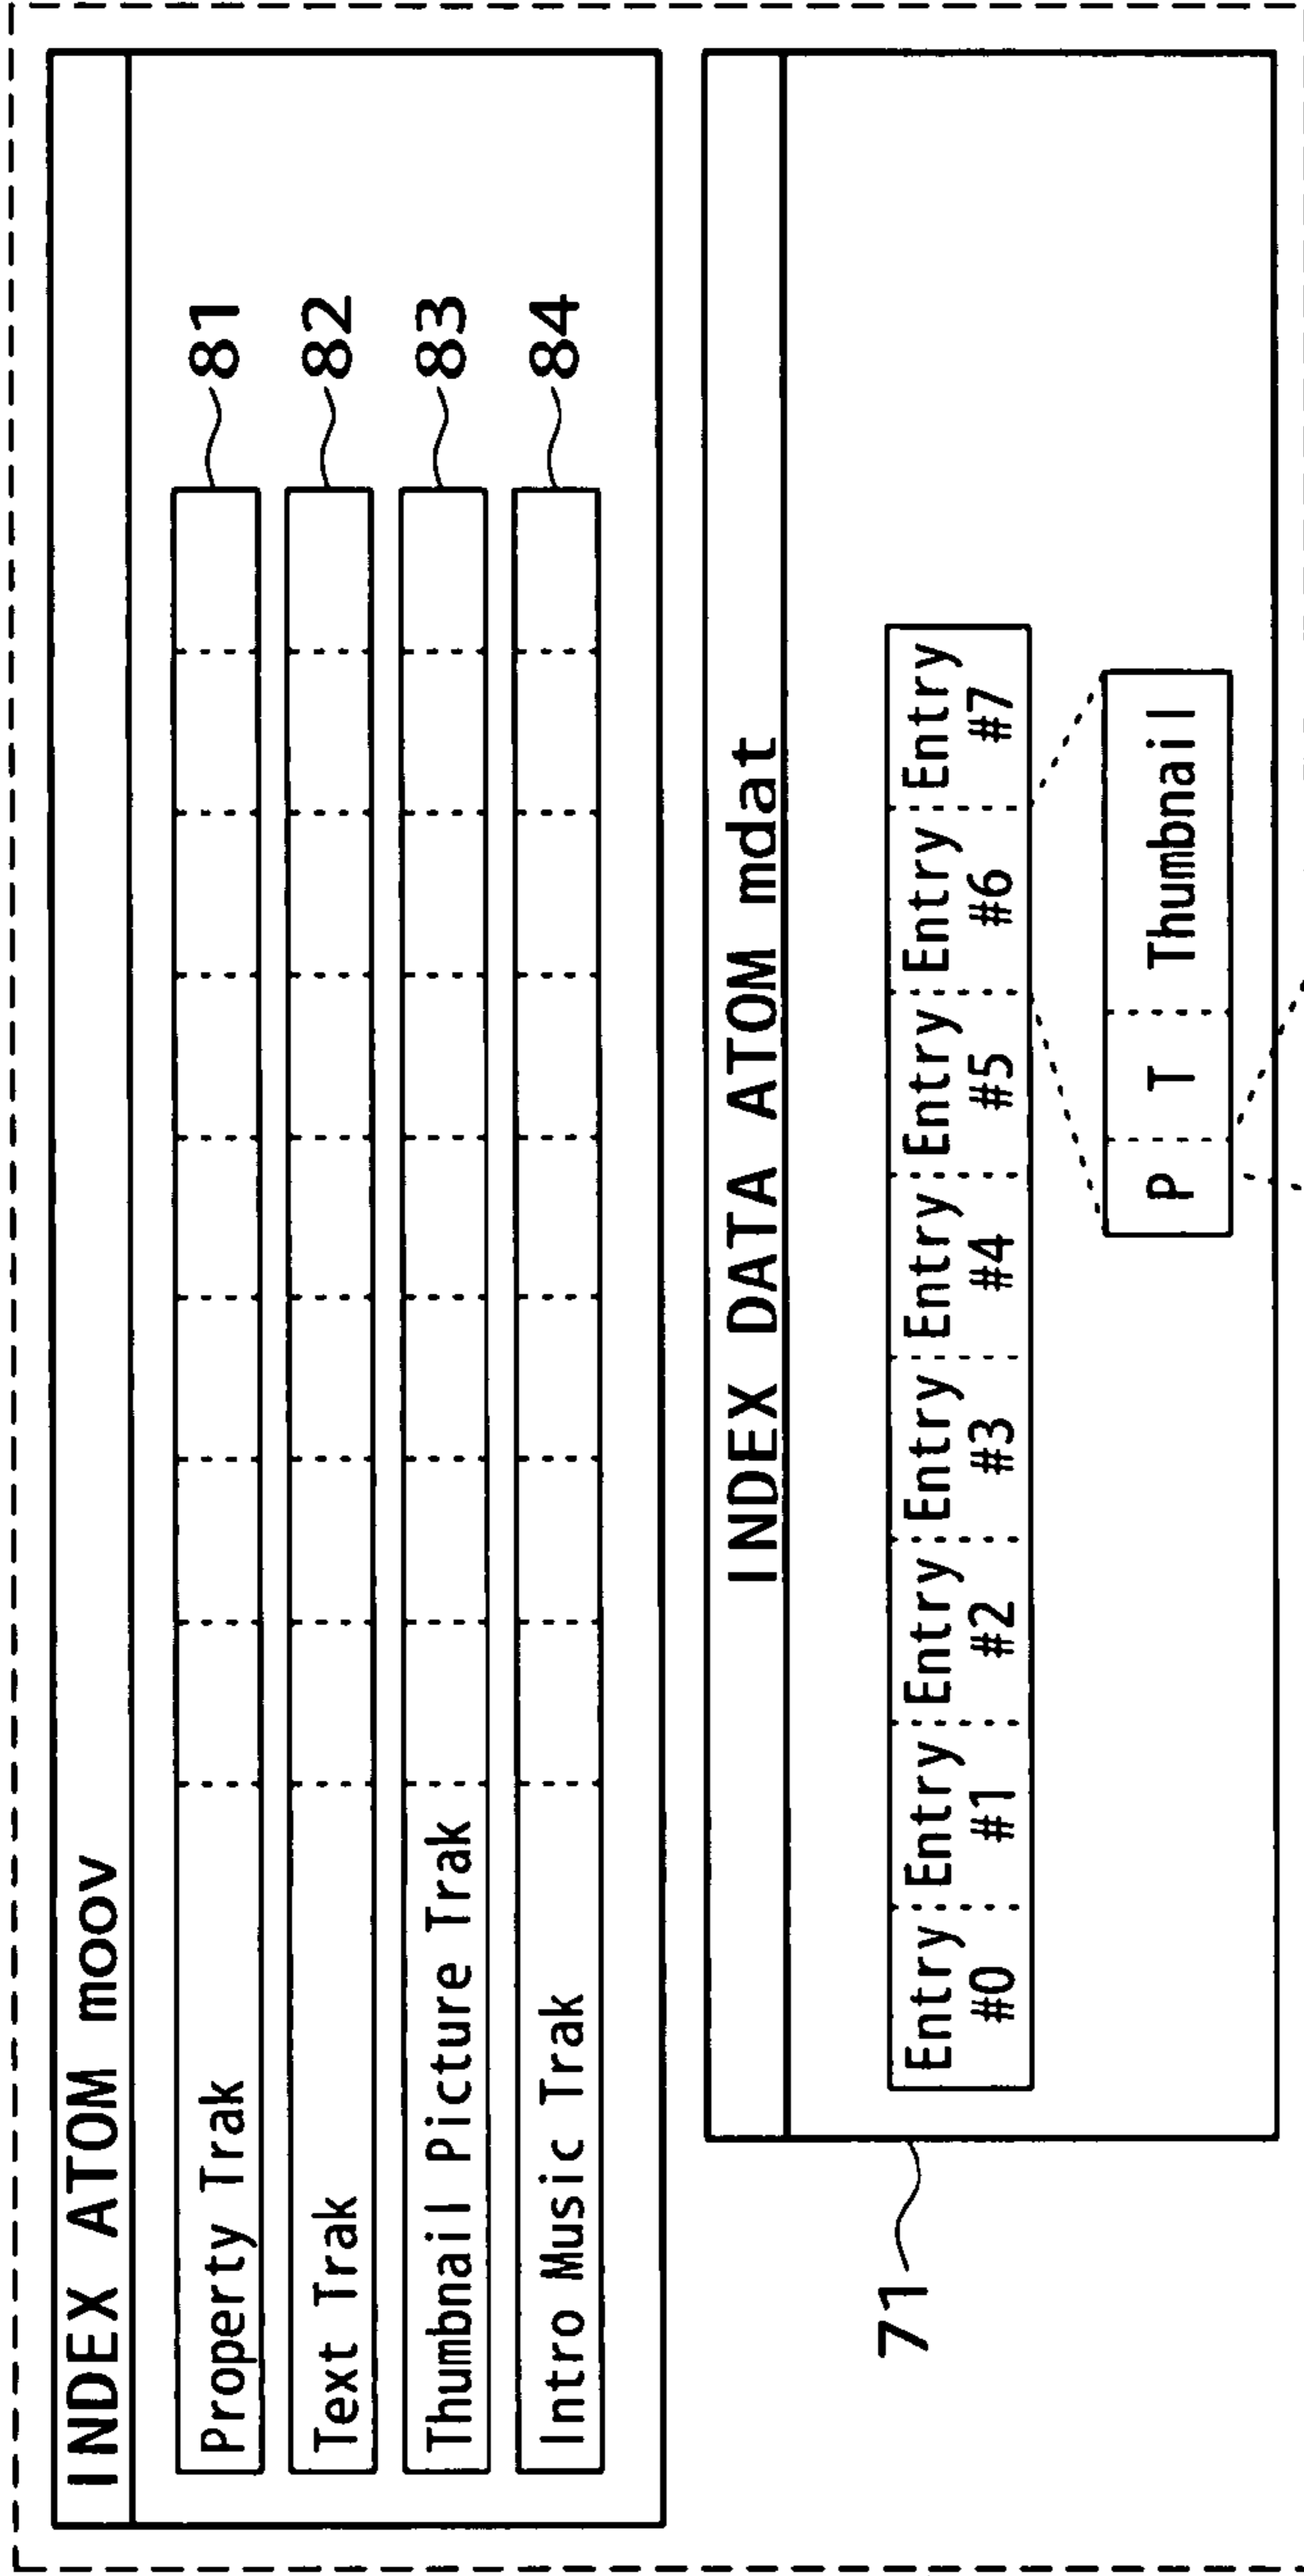 INDEX ATOM moov
Property Trak
81
Text Trak
82
Thumbnail Picture Trak
83
Intro Music Trak
84
INDEX DATA ATOM mdat
71
Entry Entry Entry Entry Entry Entry Entry Entry
#0 #1 #2 #3 #4 #5 #6 #7
P T Thumbnail